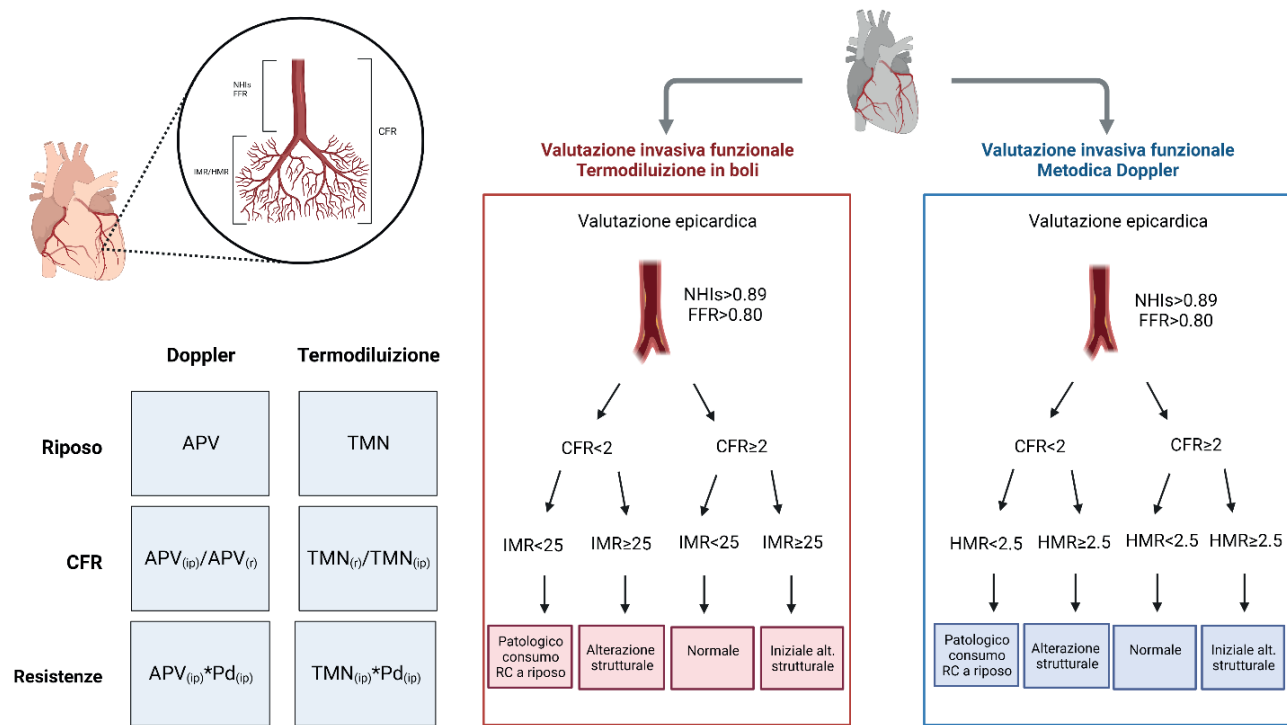 NHIs
FFR
CFR
IMR/HMR
Doppler
Termodiluizione
Riposo
APV
TMN
CFR
APV(ip)/APV(r)
TMN(r)/TMN(ip)
Resistenze
APV(ip)*Pd(ip)
TMN(ip)*Pd(ip)
Valutazione invasiva funzionale
Termodiluizione in boli
Valutazione epicardica
NHIs>0.89
FFR>0.80
CFR<2
CFR≥2
IMR<25
IMR≥25
IMR<25
IMR≥25
Patologico
consumo
RC a riposo
Alterazione
strutturale
Normale
Iniziale alt.
strutturale
Valutazione invasiva funzionale
Metodica Doppler
Valutazione epicardica
NHIs>0.89
FFR>0.80
CFR<2
CFR≥2
HMR<2.5
HMR≥2.5
HMR<2.5
HMR≥2.5
Patologico
consumo
RC a riposo
Alterazione
strutturale
Normale
Iniziale alt.
strutturale